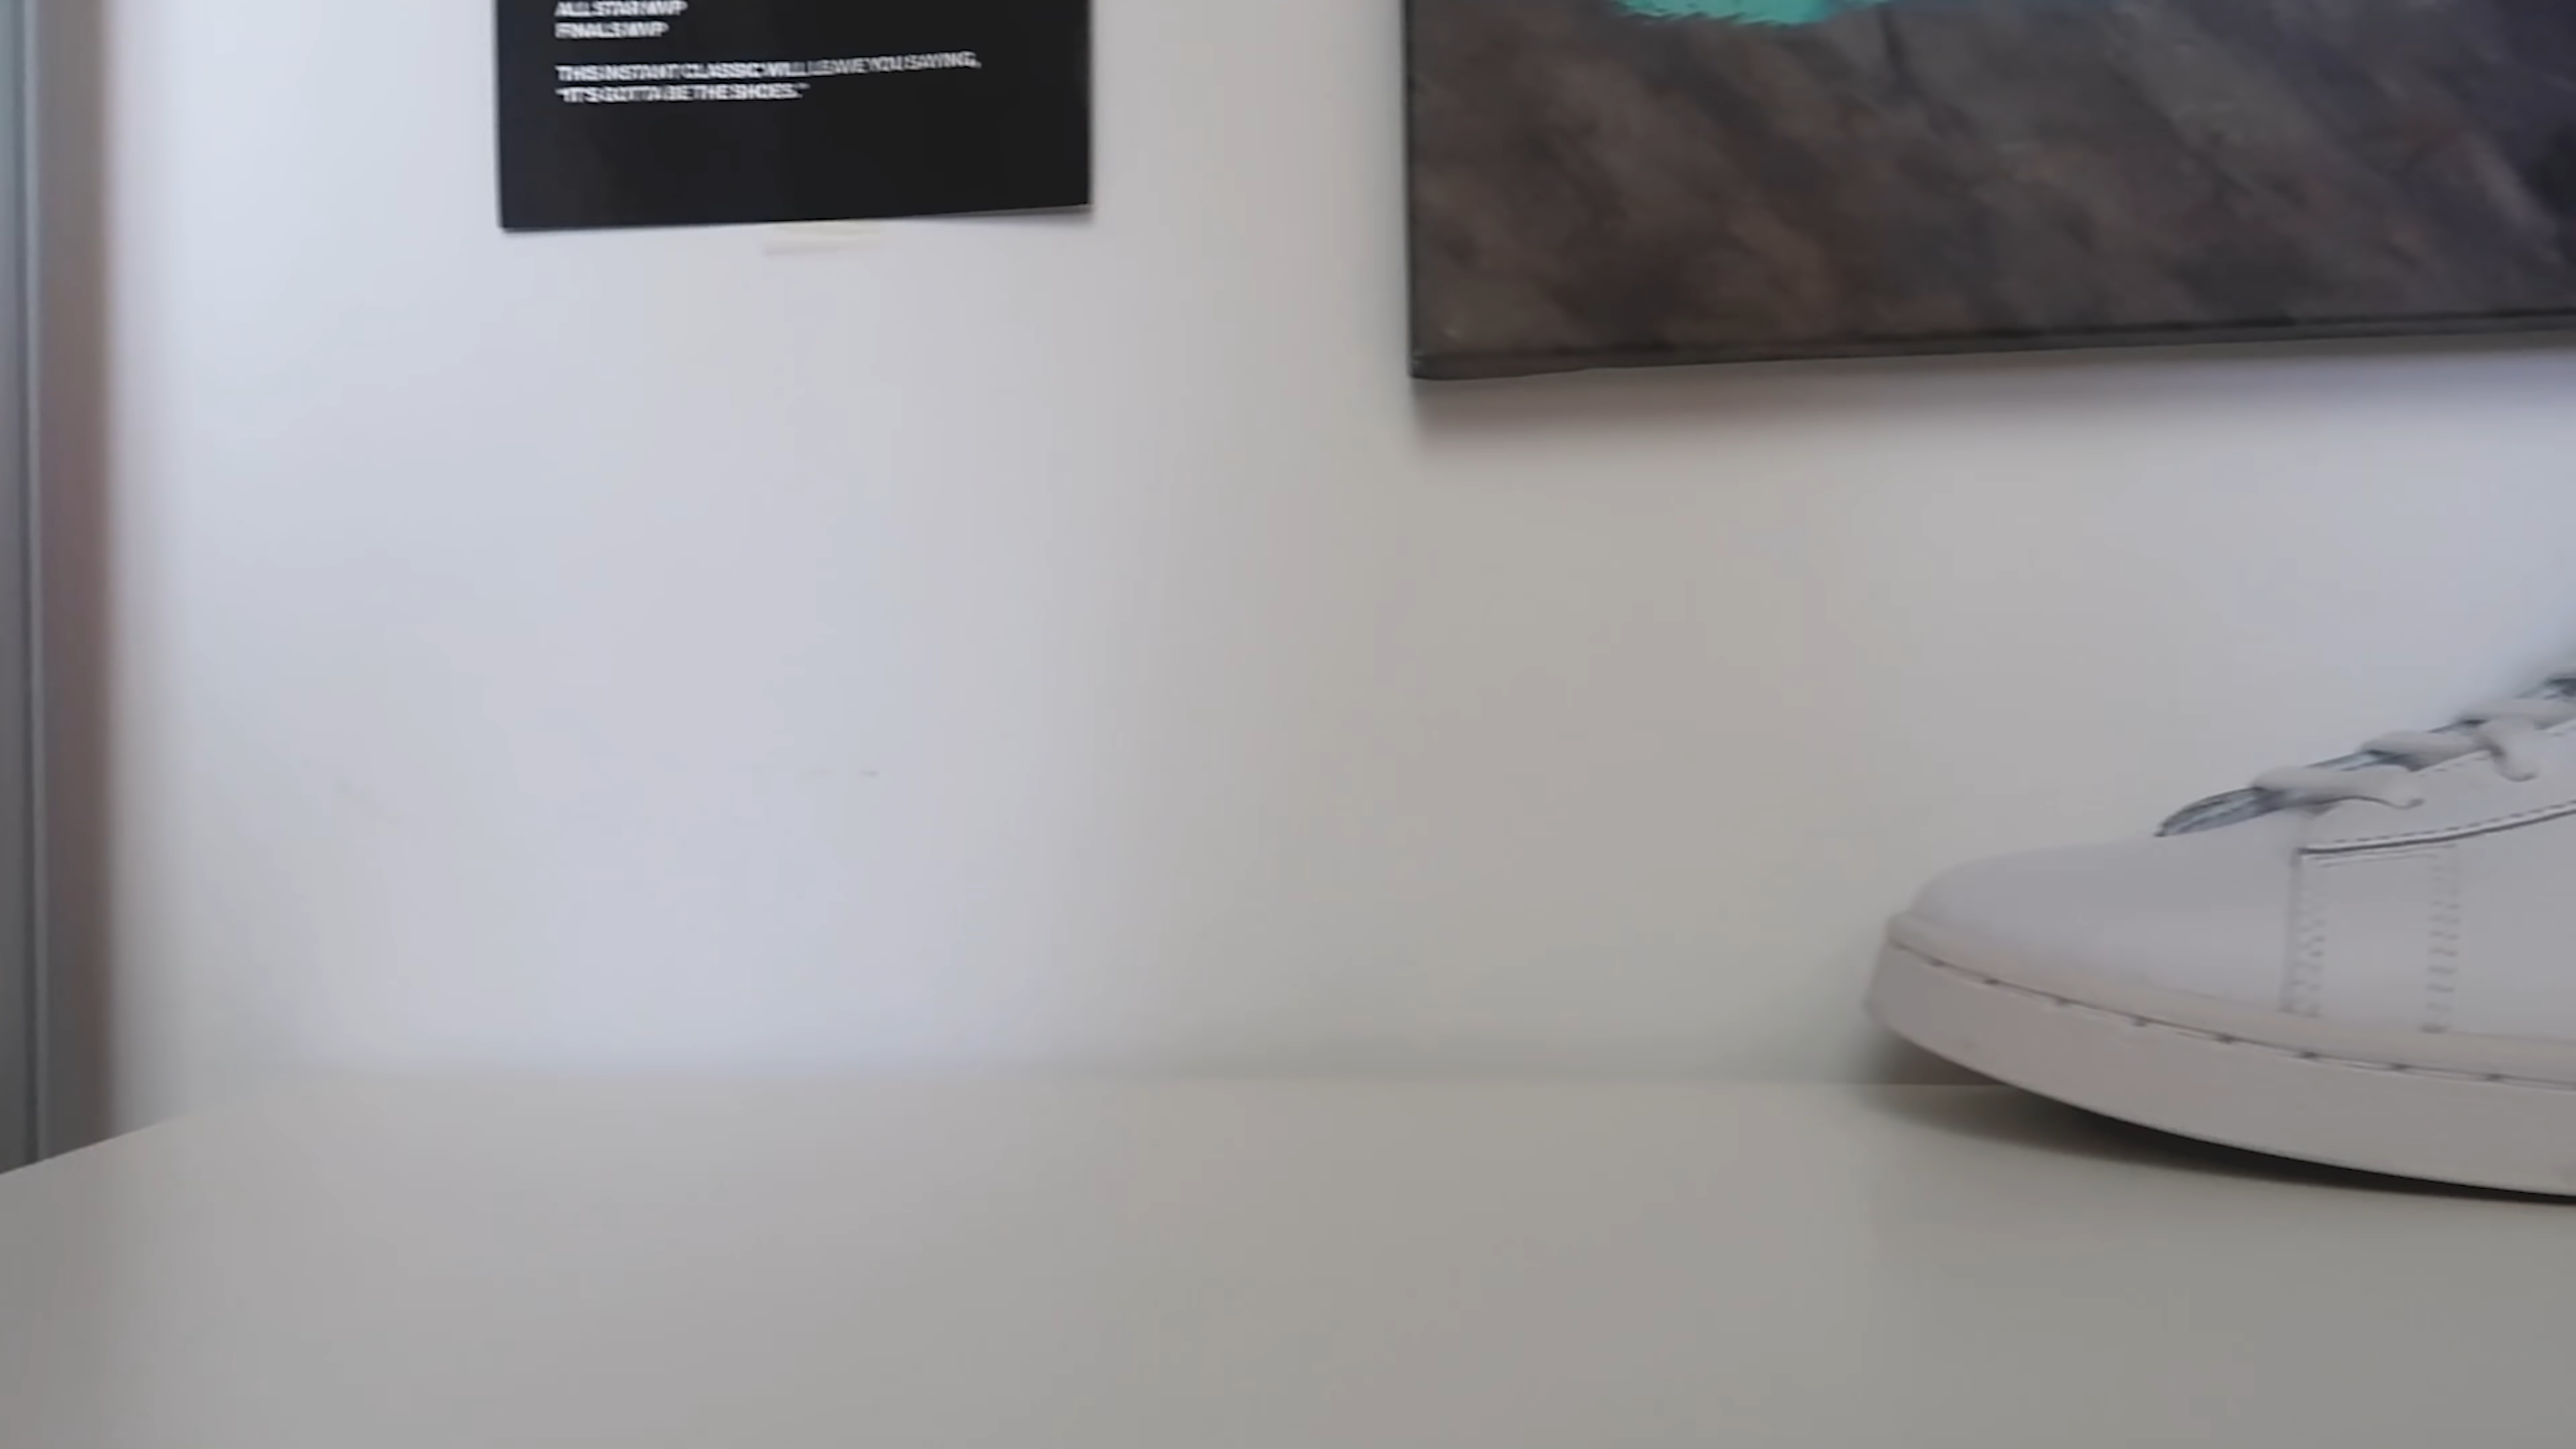 ALL STAR MVP
FINALS MVP
THIS INSTANT CLASSIC WILL LEAVE YOU SAYING,
"IT'S GOTTA BE THE SHOES."